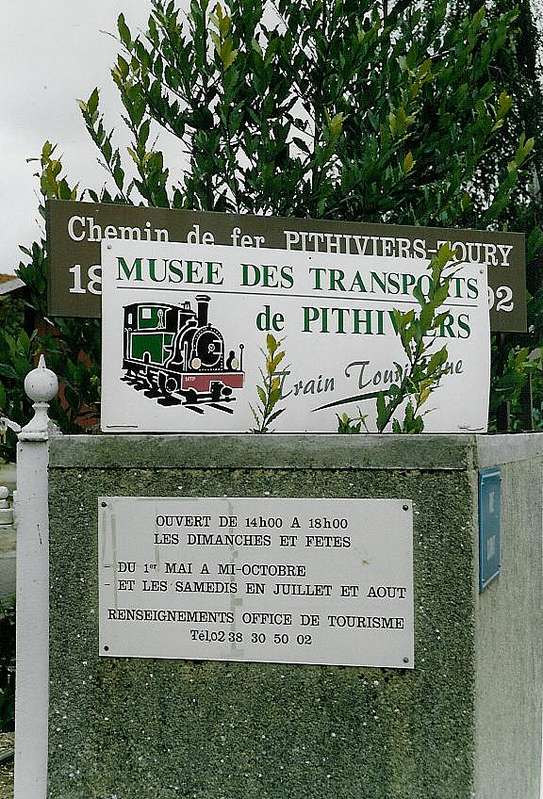 Chemin de fer PITHIVIERS-TOURY
MUSEE DES TRANSPORTS
de PITHIVIERS
Train Touristique
MTP
OUVERT DE 14h00 A 18h00
LES DIMANCHES ET FETES
- DU 1er MAI A MI-OCTOBRE
- ET LES SAMEDIS EN JUILLET ET AOUT
RENSEIGNEMENTS OFFICE DE TOURISME
Tél,02 38 30 50 02